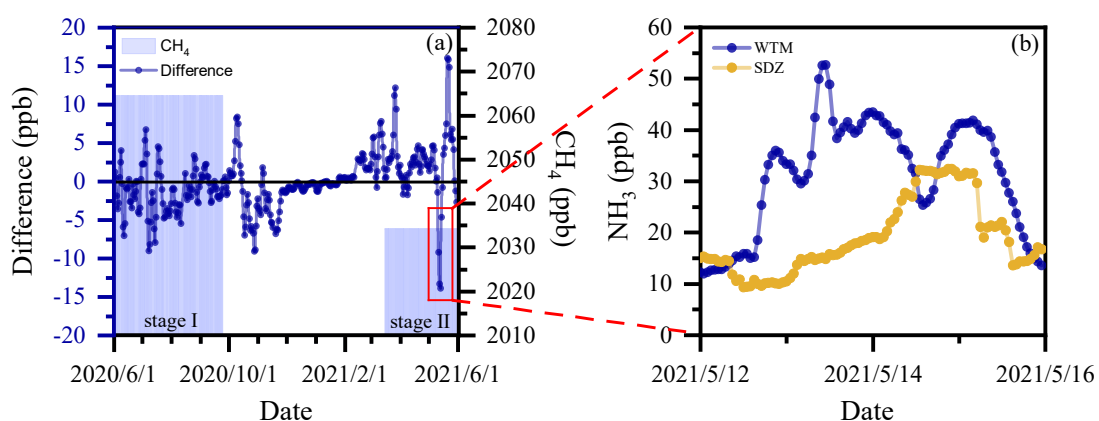 20
15
10
5
0
-5
-10
-15
-20
Difference (ppb)
CH4
Difference
(a)
stage I
stage II
2080
2070
2060
2050
2040
2030
2020
2010
CH4 (ppb)
2020/6/1
2020/10/1
2021/2/1
2021/6/1
Date
60
50
40
30
20
10
0
NH3 (ppb)
WTM
SDZ
(b)
2021/5/12
2021/5/14
2021/5/16
Date